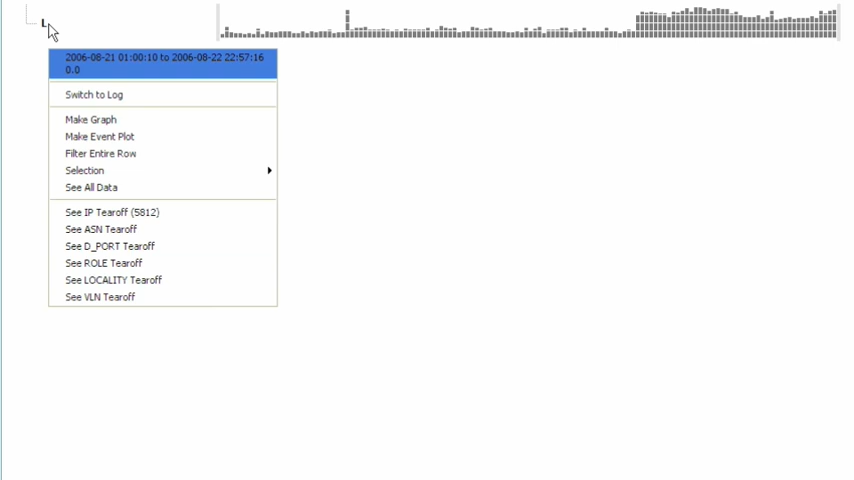 L
2006-08-21 01:00:10 to 2006-08-22 22:57:16
0.0
Switch to Log
Make Graph
Make Event Plot
Filter Entire Row
Selection
See All Data
See IP Tearoff (5812)
See ASN Tearoff
See D_PORT Tearoff
See ROLE Tearoff
See LOCALITY Tearoff
See VLN Tearoff